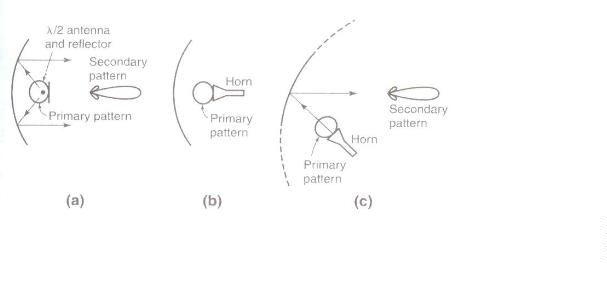 λ/2 antenna
and reflector
Secondary
pattern
Primary pattern
(a)
Horn
Primary
pattern
(b)
Secondary
pattern
Horn
Primary
pattern
(c)